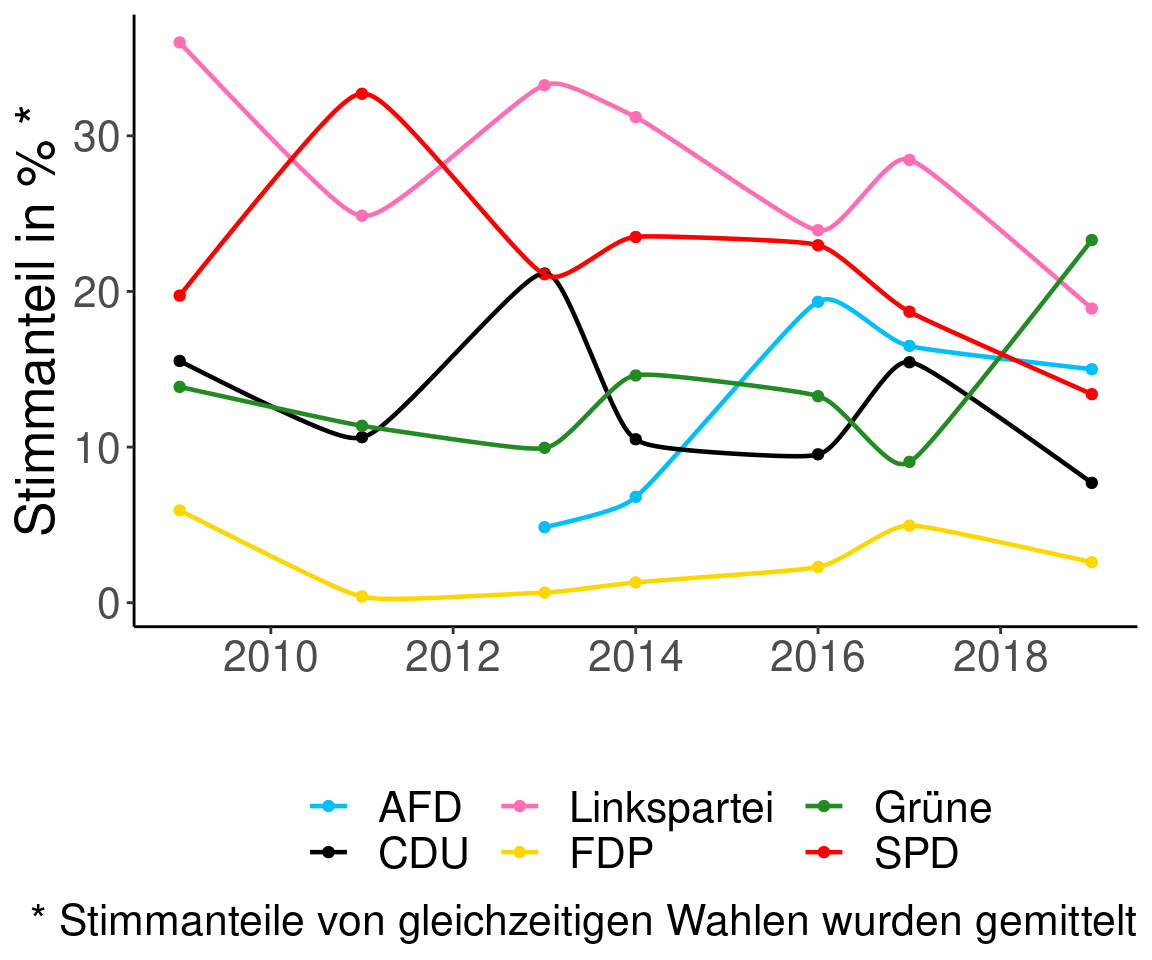 Stimmanteil in % *
30
20
10
0
2010 2012 2014 2016 2018
AFD Linkspartei Grüne
CDU FDP SPD
* Stimmanteile von gleichzeitigen Wahlen wurden gemittelt